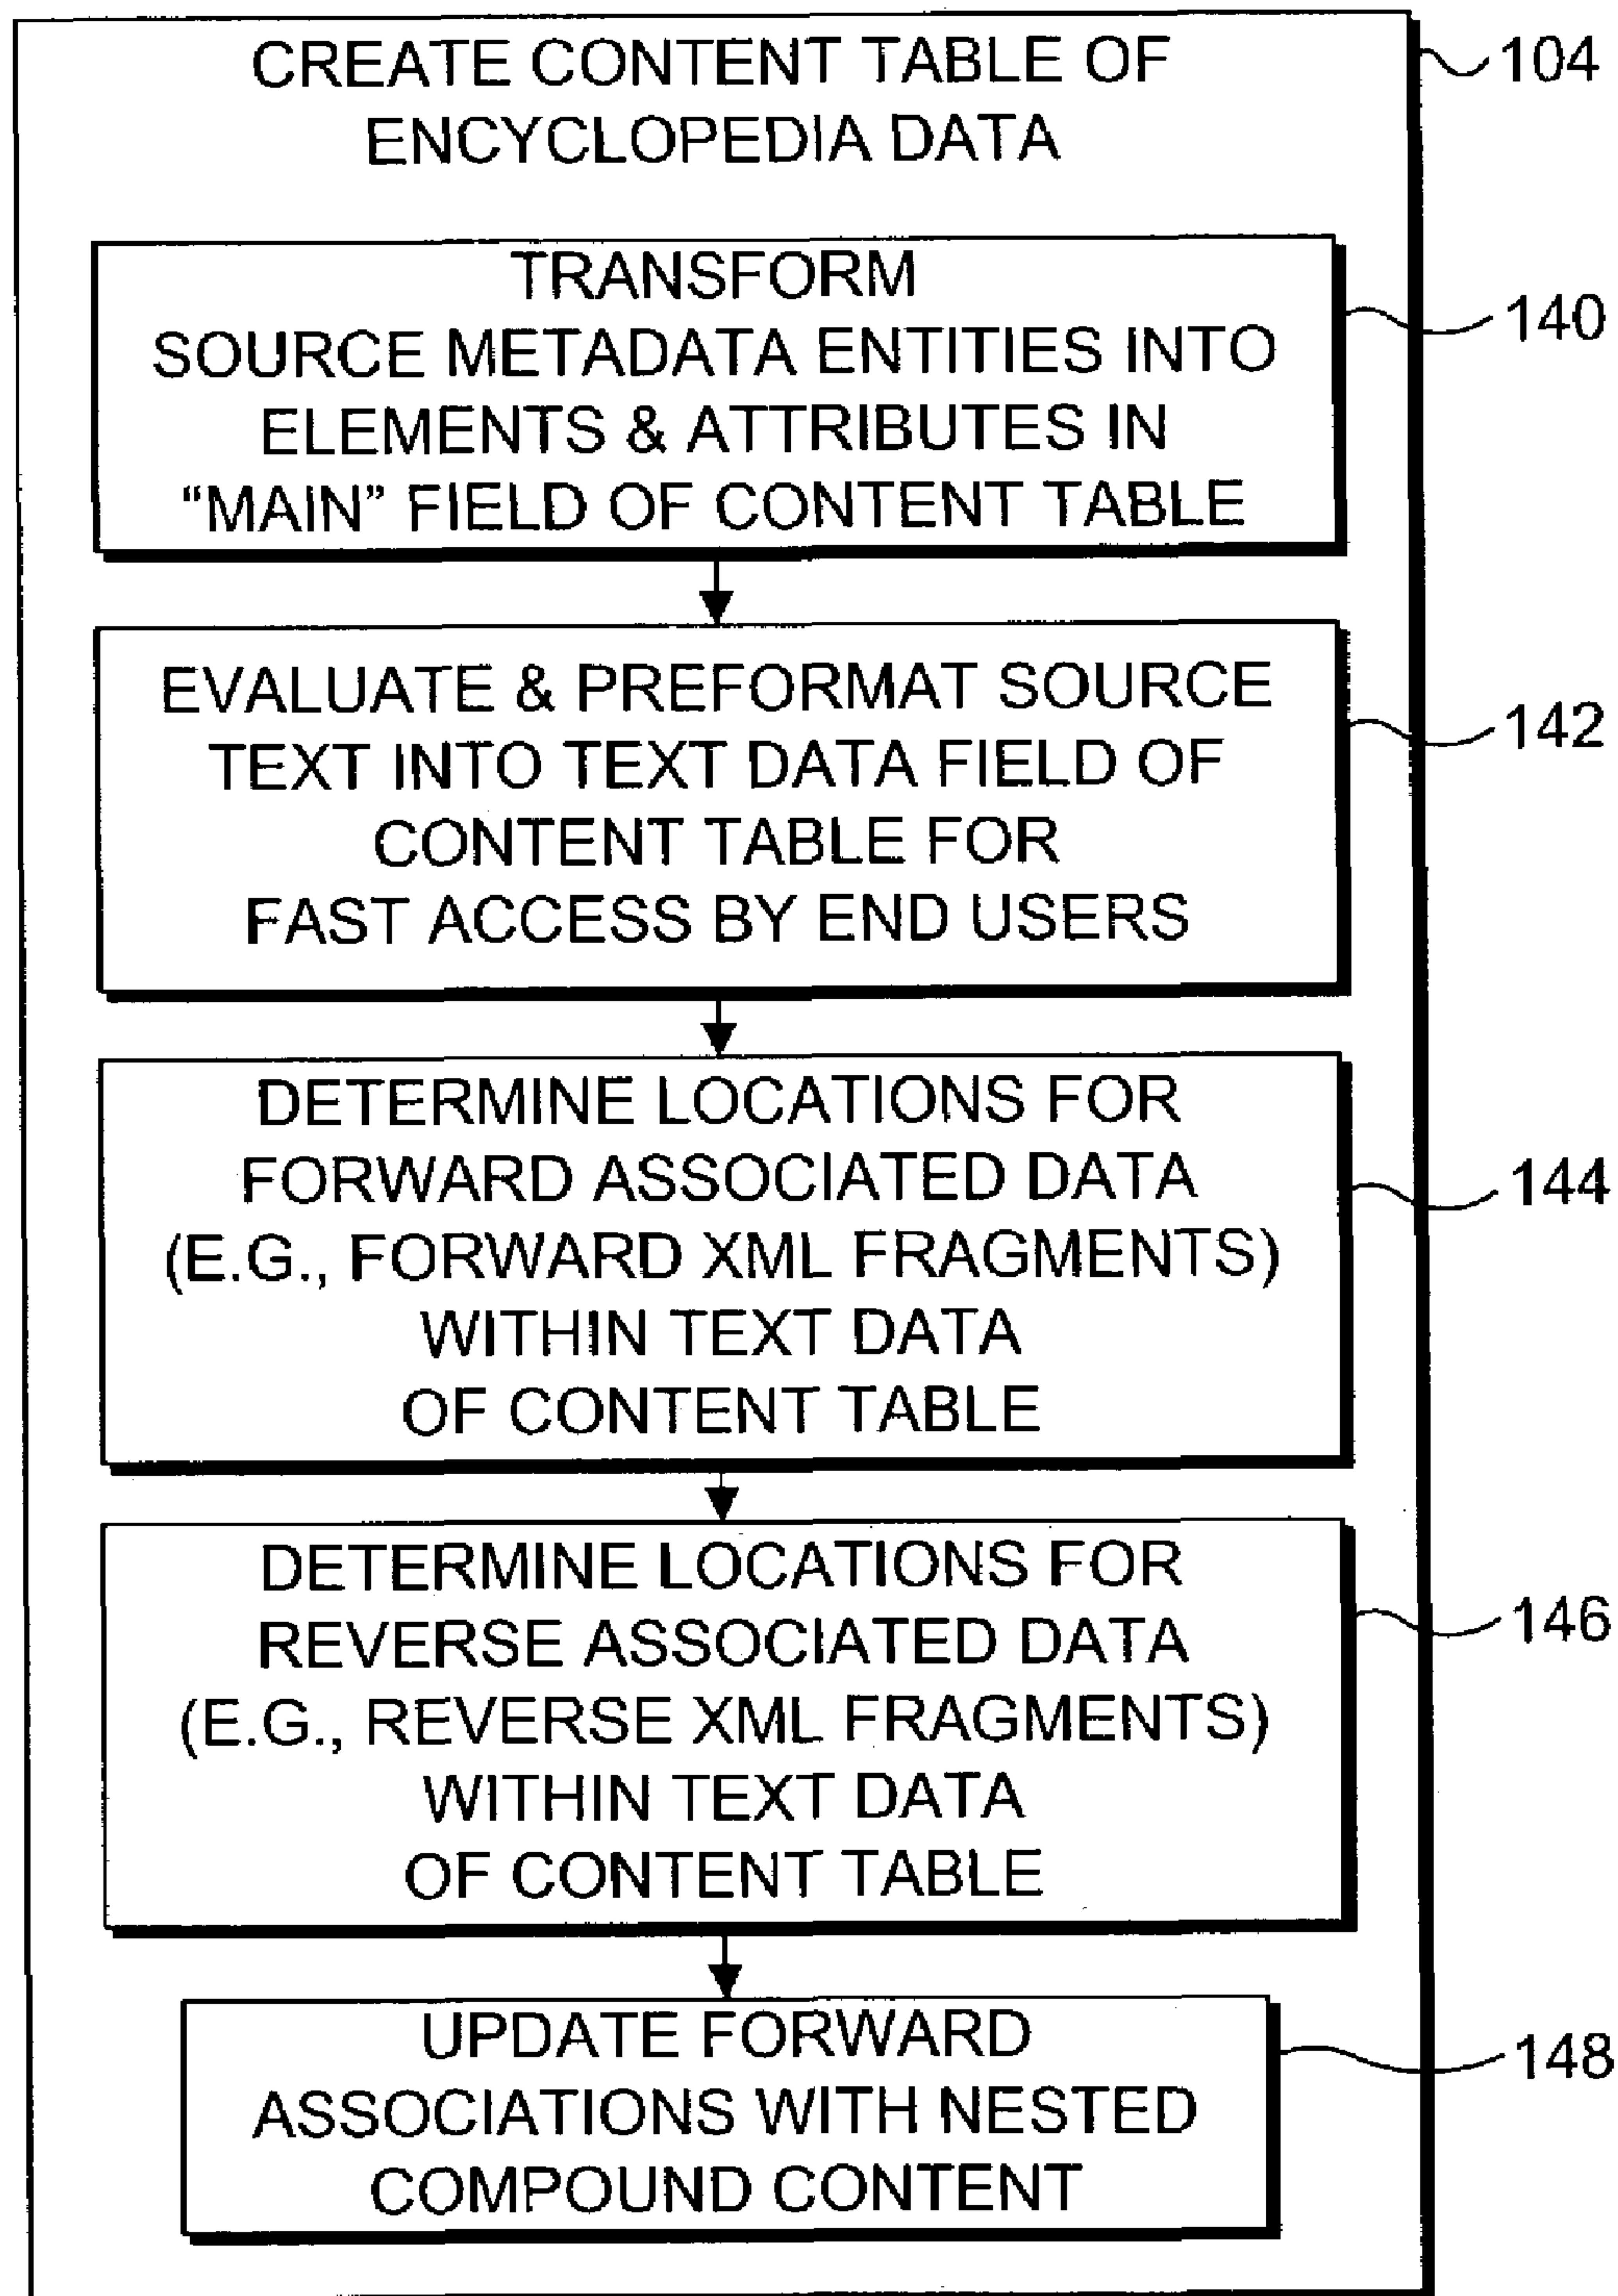 CREATE CONTENT TABLE OF
ENCYCLOPEDIA DATA
104
TRANSFORM
SOURCE METADATA ENTITIES INTO
ELEMENTS & ATTRIBUTES IN
“MAIN” FIELD OF CONTENT TABLE
140
EVALUATE & PREFORMAT SOURCE
TEXT INTO TEXT DATA FIELD OF
CONTENT TABLE FOR
FAST ACCESS BY END USERS
142
DETERMINE LOCATIONS FOR
FORWARD ASSOCIATED DATA
(E.G., FORWARD XML FRAGMENTS)
WITHIN TEXT DATA
OF CONTENT TABLE
144
DETERMINE LOCATIONS FOR
REVERSE ASSOCIATED DATA
(E.G., REVERSE XML FRAGMENTS)
WITHIN TEXT DATA
OF CONTENT TABLE
146
UPDATE FORWARD
ASSOCIATIONS WITH NESTED
COMPOUND CONTENT
148